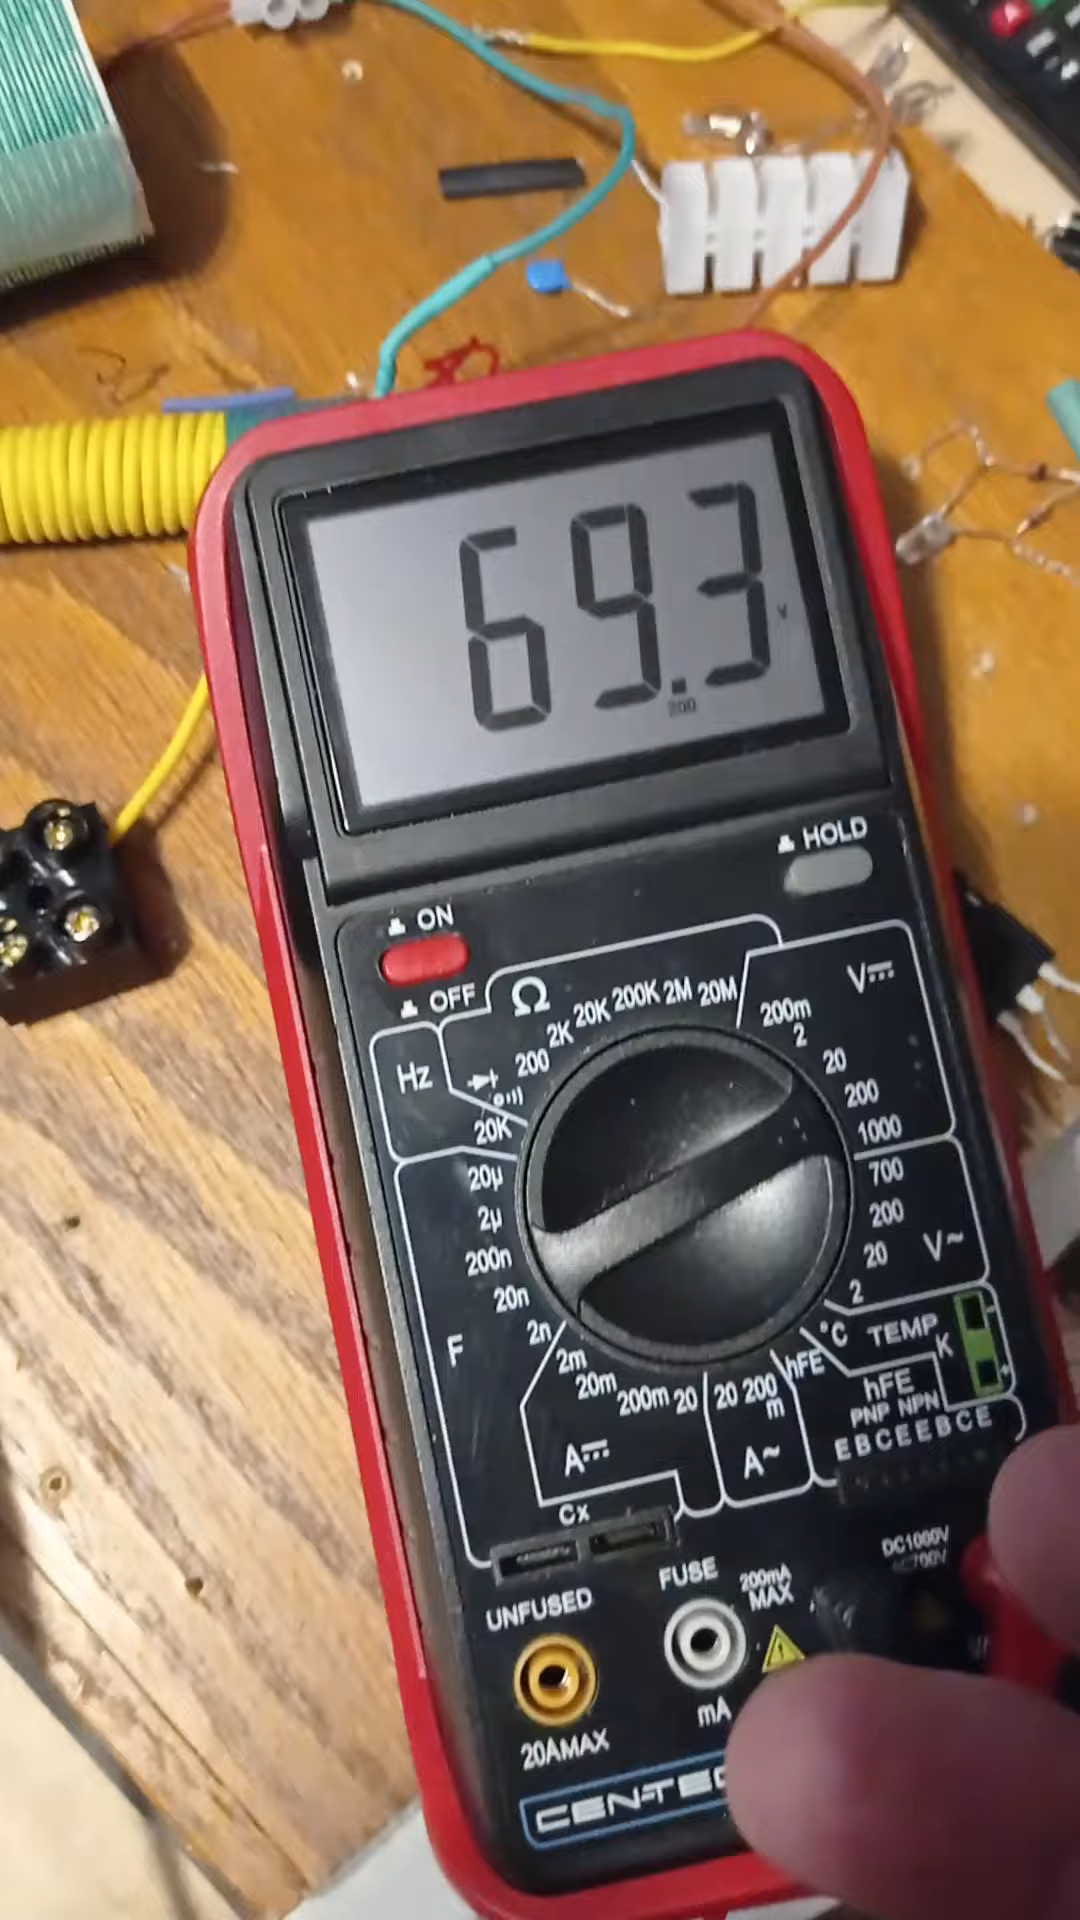 69.3
V
200
HOLD
ON
OFF
Ω
200
2K
20K
200K
2M
20M
V
200m
2
20
200
1000
Hz
20K
700
200
20
2
V~
F
20µ
2µ
200n
20n
2n
°C
TEMP
K
2m
20m
200m
20
A
20
200
m
A~
hFE
hFE
PNP NPN
EBCEEBCE
Cx
DC1000V
700V
UNFUSED
FUSE
200mA
MAX
20AMAX
mA